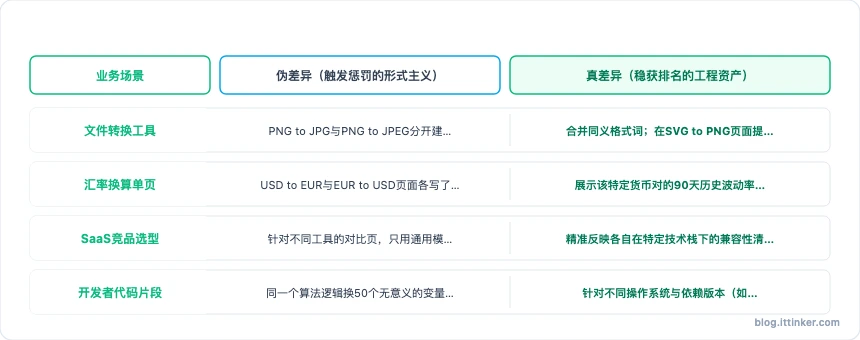 业务场景
伪差异（触发惩罚的形式主义）
真差异（稳获排名的工程资产）
文件转换工具
PNG to JPG与PNG to JPEG分开建...
合并同义格式词；在SVG to PNG页面提...
汇率换算单页
USD to EUR与EUR to USD页面各写了...
展示该特定货币对的90天历史波动率...
SaaS竞品选型
针对不同工具的对比页，只用通用模...
精准反映各自在特定技术栈下的兼容性清...
开发者代码片段
同一个算法逻辑换50个无意义的变量...
针对不同操作系统与依赖版本（如...
blog.ittinker.com